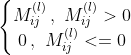 M_{ij}^{(l)} , M_{ij}^{(l)} > 0
0 , M_{ij}^{(l)} <= 0